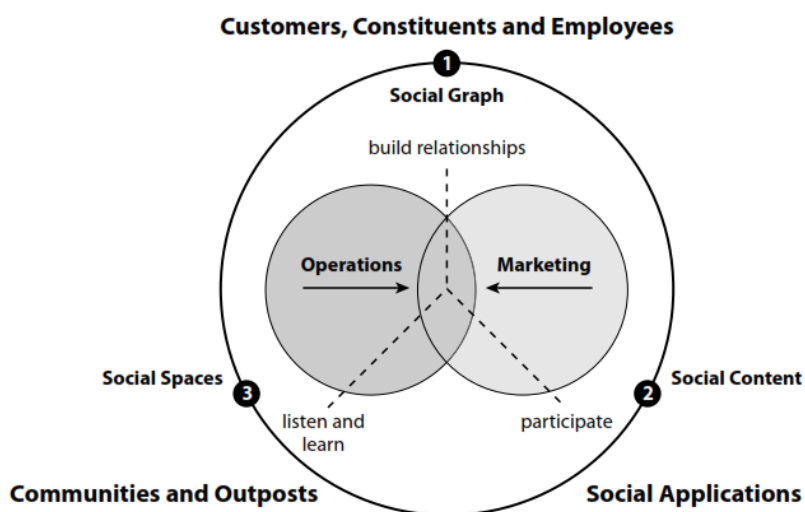 Customers, Constituents and Employees
1
Social Graph
build relationships
Operations
Marketing
Social Spaces
3
2
Social Content
listen and
learn
participate
Communities and Outposts
Social Applications